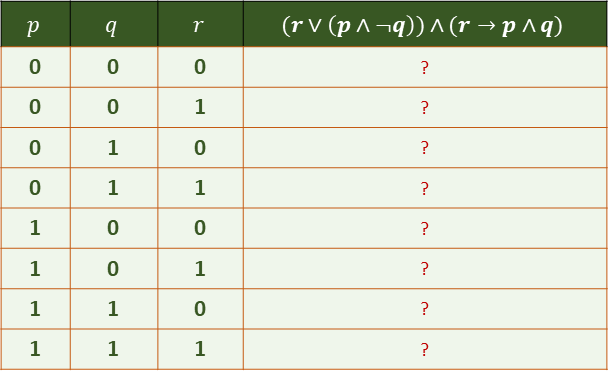 p q r (r ∨ (p ∧ ¬q)) ∧ (r → p ∧ q)
0 0 0 ?
0 0 1 ?
0 1 0 ?
0 1 1 ?
1 0 0 ?
1 0 1 ?
1 1 0 ?
1 1 1 ?